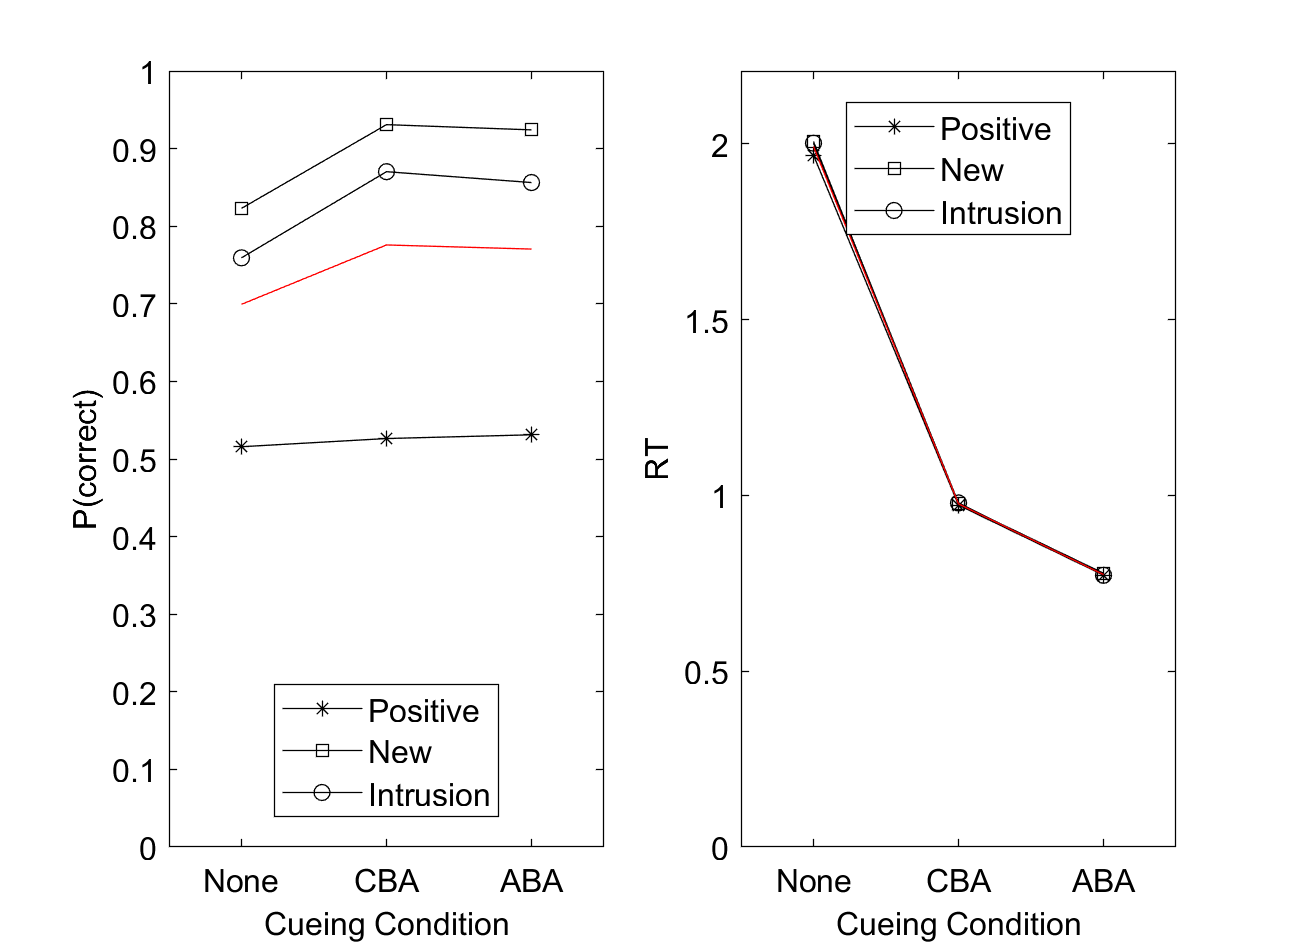 1
0.9
0.8
0.7
0.6
0.5
0.4
0.3
0.2
0.1
0
P(correct)
Positive
New
Intrusion
None CBA ABA
Cueing Condition
2
1.5
1
0.5
0
RT
Positive
New
Intrusion
None CBA ABA
Cueing Condition